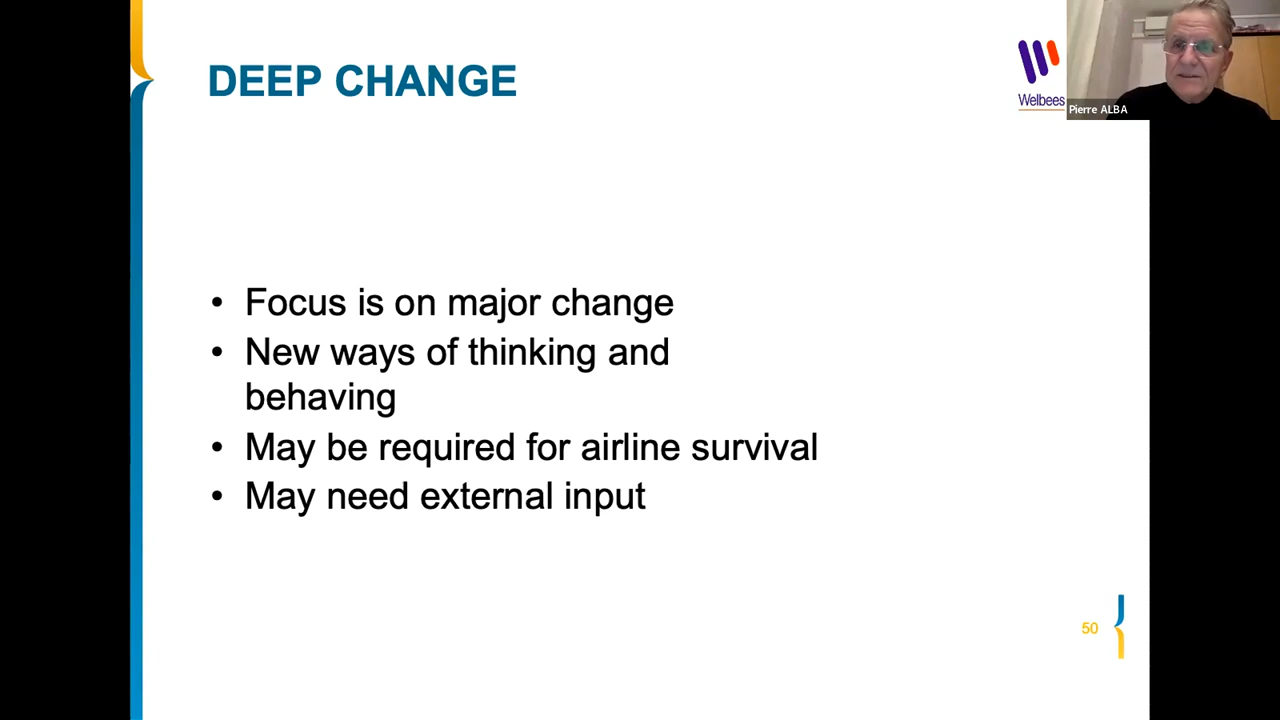 DEEP CHANGE
Welbees
Pierre ALBA
• Focus is on major change
• New ways of thinking and
behaving
• May be required for airline survival
• May need external input
50